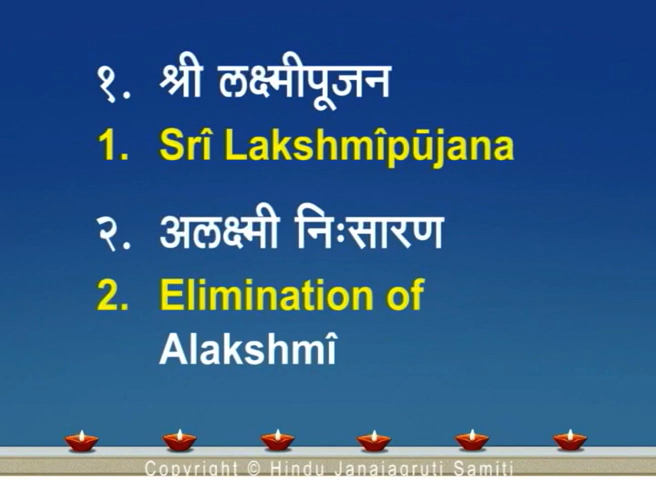 १. श्री लक्ष्मीपूजन
1. Srî Lakshmîpūjana
२. अलक्ष्मी निःसारण
2. Elimination of
Alakshmî
Copyright © Hindu Janajagruti Samiti